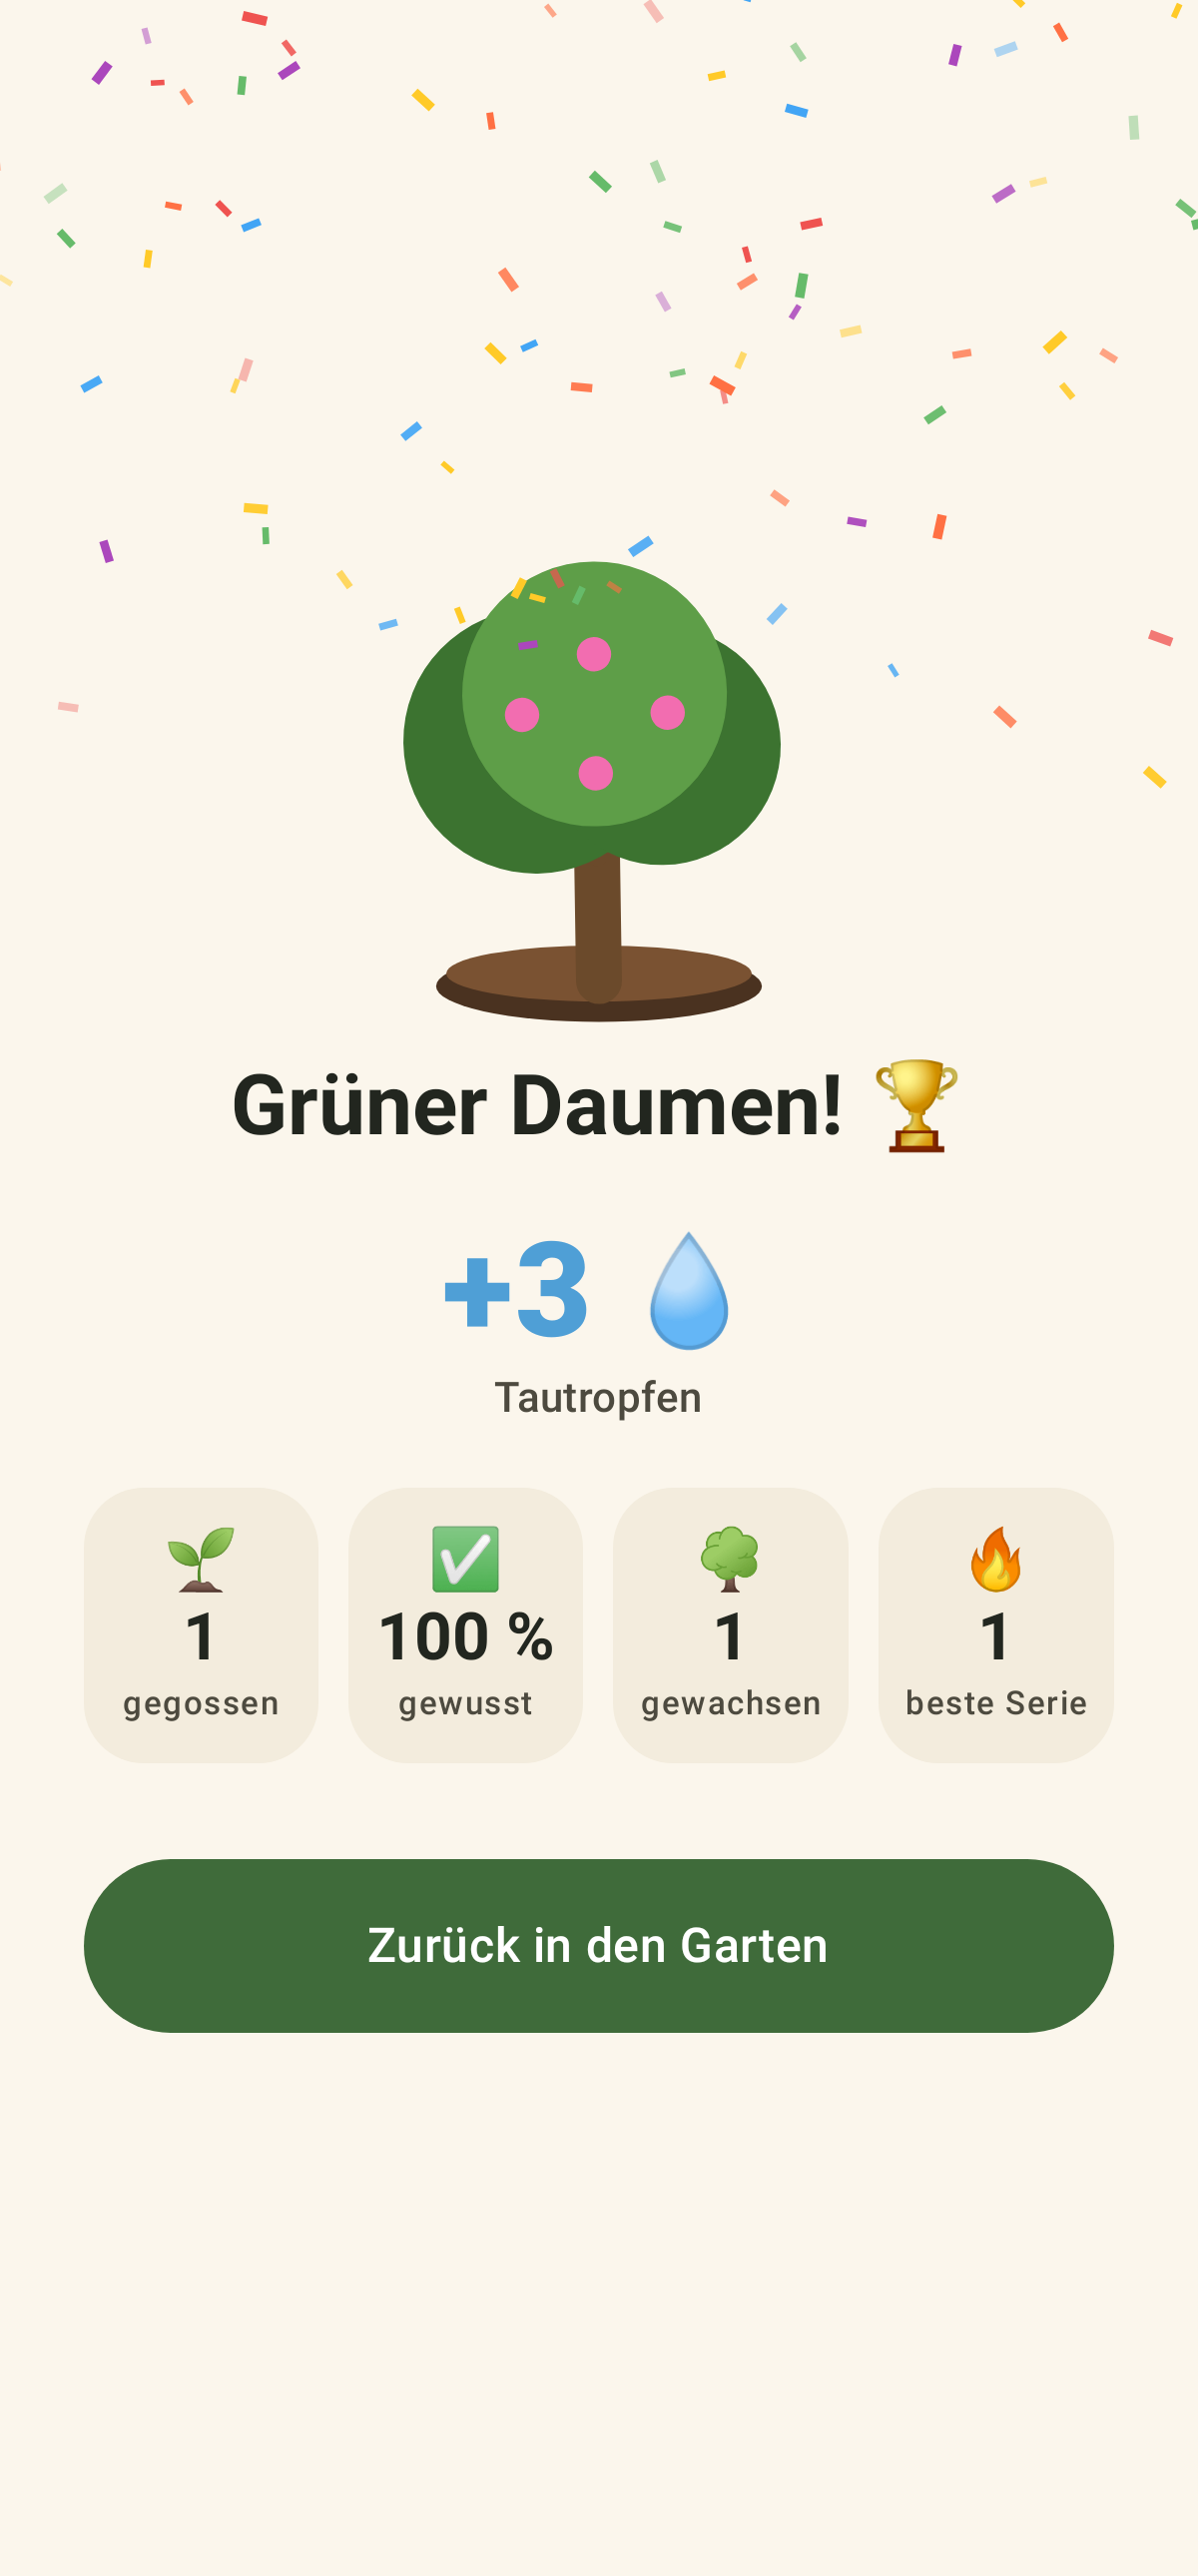 Grüner Daumen! 🏆
+3 💧
Tautropfen
1
gegossen
100 %
gewusst
1
gewachsen
1
beste Serie
Zurück in den Garten